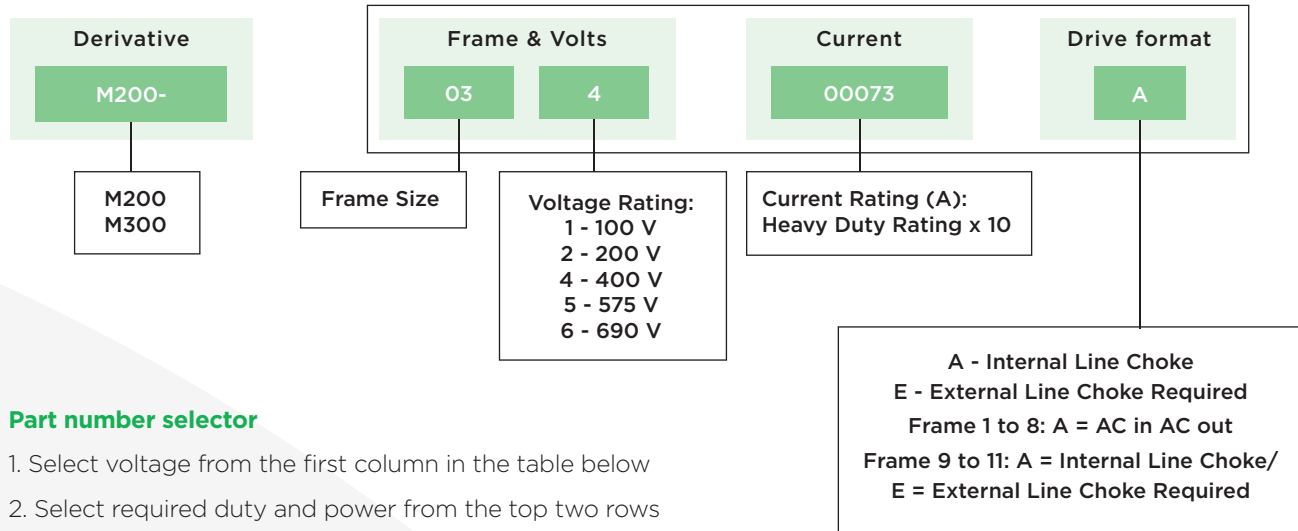 Derivative
M200-
M200
M300
Frame & Volts
03
4
Frame Size
Voltage Rating:
1 - 100 V
2 - 200 V
4 - 400 V
5 - 575 V
6 - 690 V
Current
00073
Current Rating (A):
Heavy Duty Rating x 10
Drive format
A
A - Internal Line Choke
E - External Line Choke Required
Frame 1 to 8: A = AC in AC out
Frame 9 to 11: A = Internal Line Choke/
E = External Line Choke Required
Part number selector
1. Select voltage from the first column in the table below
2. Select required duty and power from the top two rows